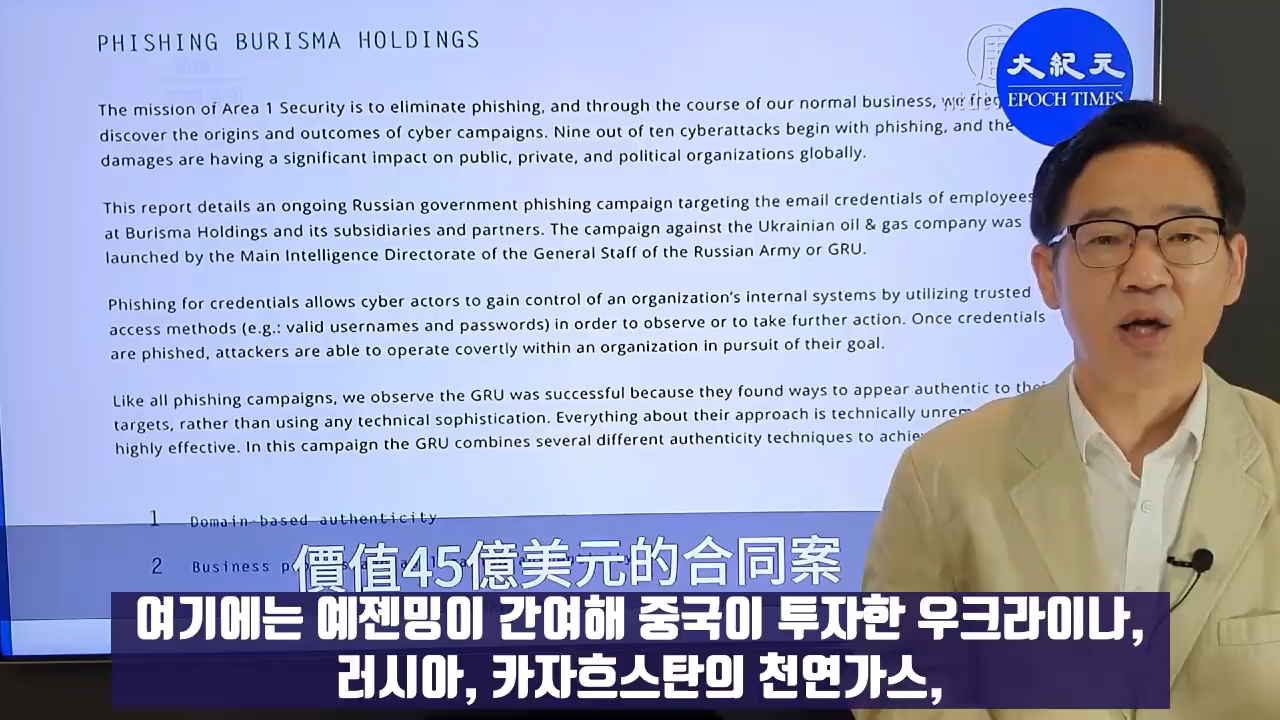 PHISHING BURISMA HOLDINGS
大紀元
EPOCH TIMES
The mission of Area 1 Security is to eliminate phishing, and through the course of our normal business, we
discover the origins and outcomes of cyber campaigns. Nine out of ten cyberattacks begin with phishing, and the
damages are having a significant impact on public, private, and political organizations globally.
This report details an ongoing Russian government phishing campaign targeting the email credentials of employees
at Burisma Holdings and its subsidiaries and partners. The campaign against the Ukrainian oil & gas company was
launched by the Main Intelligence Directorate of the General Staff of the Russian Army or GRU.
Phishing for credentials allows cyber actors to gain control of an organization's internal systems by utilizing trusted
access methods (e.g.: valid usernames and passwords) in order to observe or to take further action. Once credentials
are phished, attackers are able to operate covertly within an organization in pursuit of their goal.
Like all phishing campaigns, we observe the GRU was successful because they found ways to appear authentic to
targets, rather than using any technical sophistication. Everything about their approach is technically
highly effective. In this campaign the GRU combines several different authenticity techniques to
1 Domain-based authenticity
2 Business
價值45億美元的合同案
여기에는 예젠밍이 간여해 중국이 투자한 우크라이나,
러시아, 카자흐스탄의 천연가스,